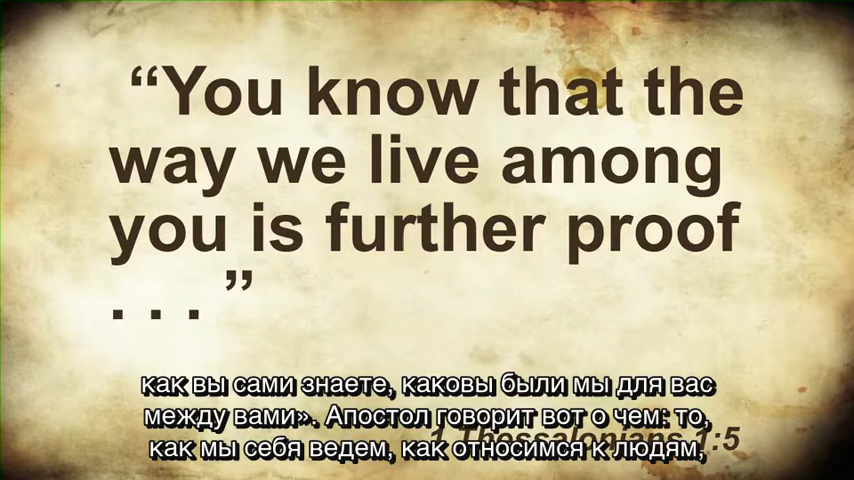 “You know that the
way we live among
you is further proof
. . . ”
как вы сами знаете, каковы были мы для вас
между вами». Апостол говорит вот о чем: то,
как мы себя ведем, как относимся к людям,
1 Thessalonians 1:5